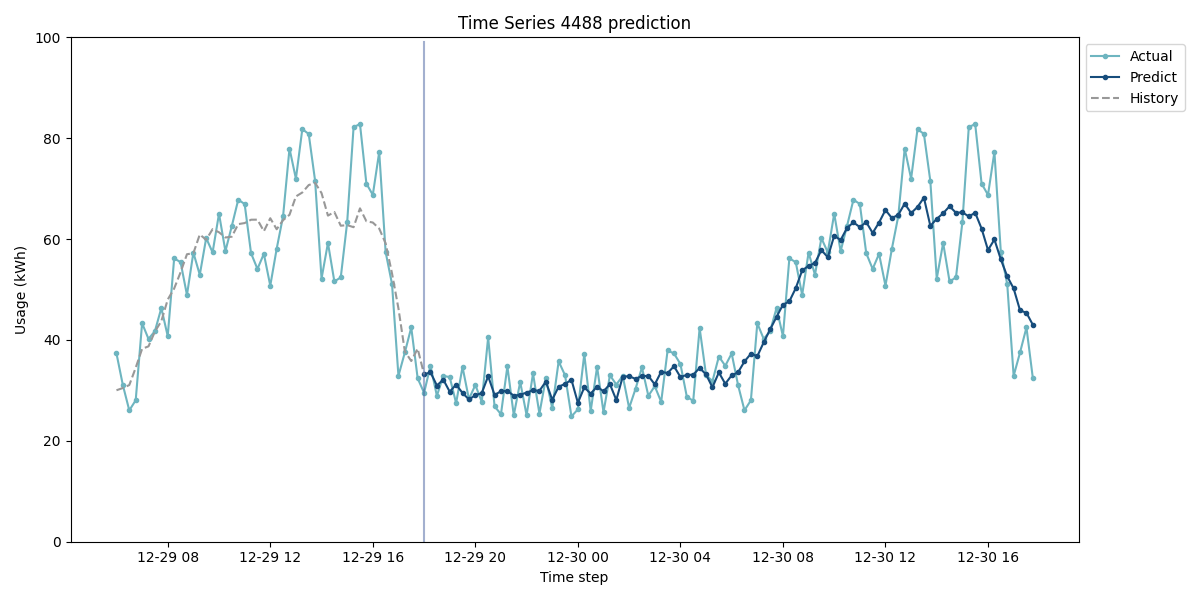 Time Series 4488 prediction
100
80
60
40
20
0
Usage (kWh)
12-29 08
12-29 12
12-29 16
12-29 20
12-30 00
12-30 04
12-30 08
12-30 12
12-30 16
Time step
Actual
Predict
History